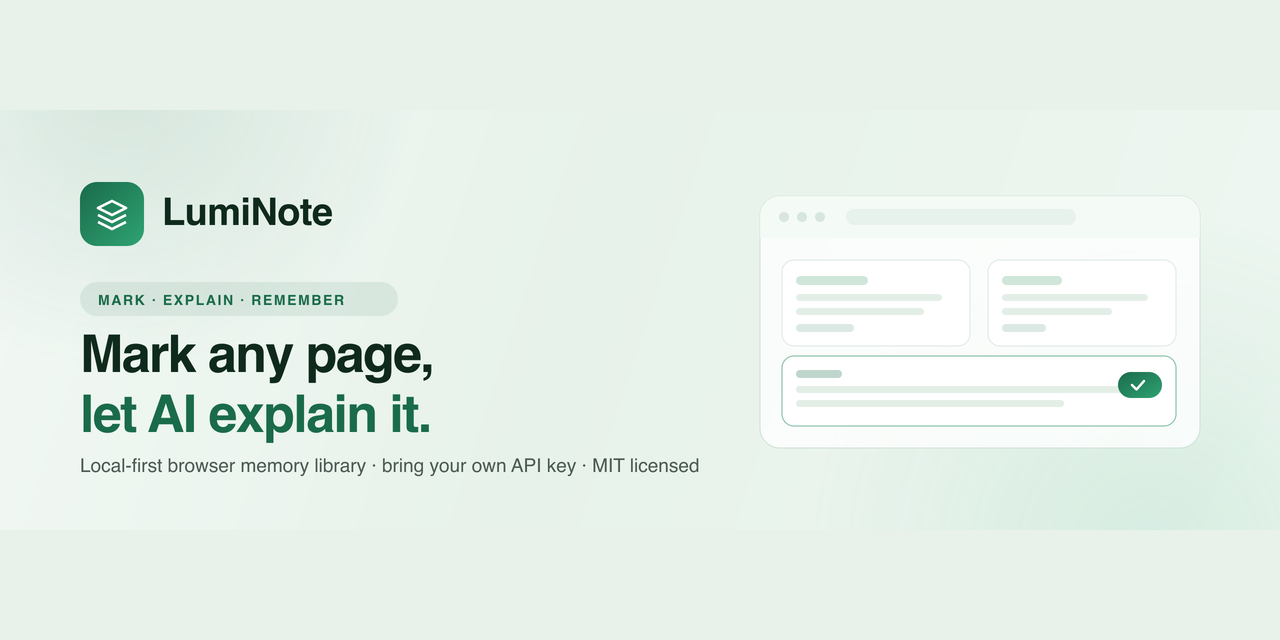 LumiNote
MARK · EXPLAIN · REMEMBER
Mark any page,
let AI explain it.
Local-first browser memory library · bring your own API key · MIT licensed